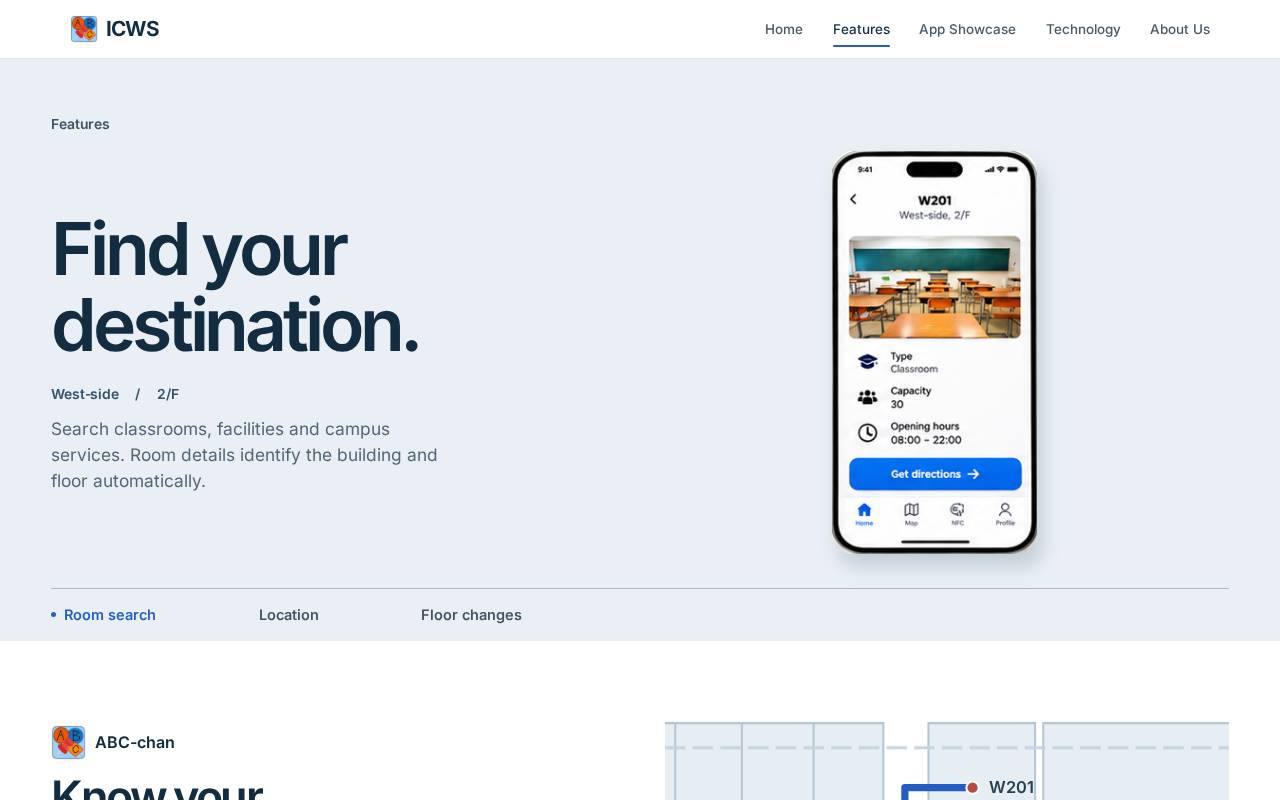 ICWS
Home
Features
App Showcase
Technology
About Us
Features
Find your
destination.
West-side / 2/F
Search classrooms, facilities and campus
services. Room details identify the building and
floor automatically.
9:41
W201
West-side, 2/F
Type
Classroom
Capacity
30
Opening hours
08:00 – 22:00
Get directions →
Home
Map
NFC
Profile
Room search
Location
Floor changes
A B C
ABC-chan
Know your
W201